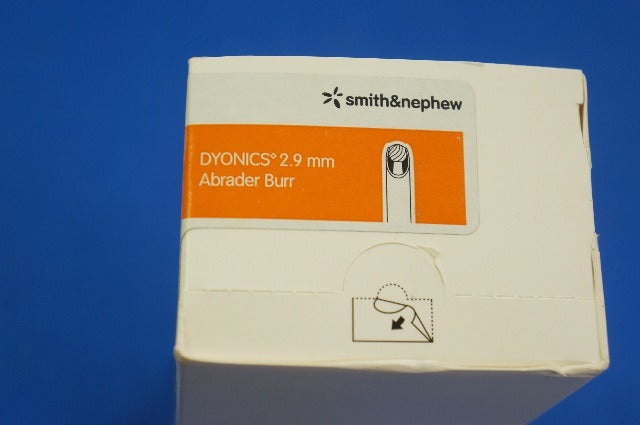 smith&nephew
DYONICS° 2.9 mm
Abrader Burr